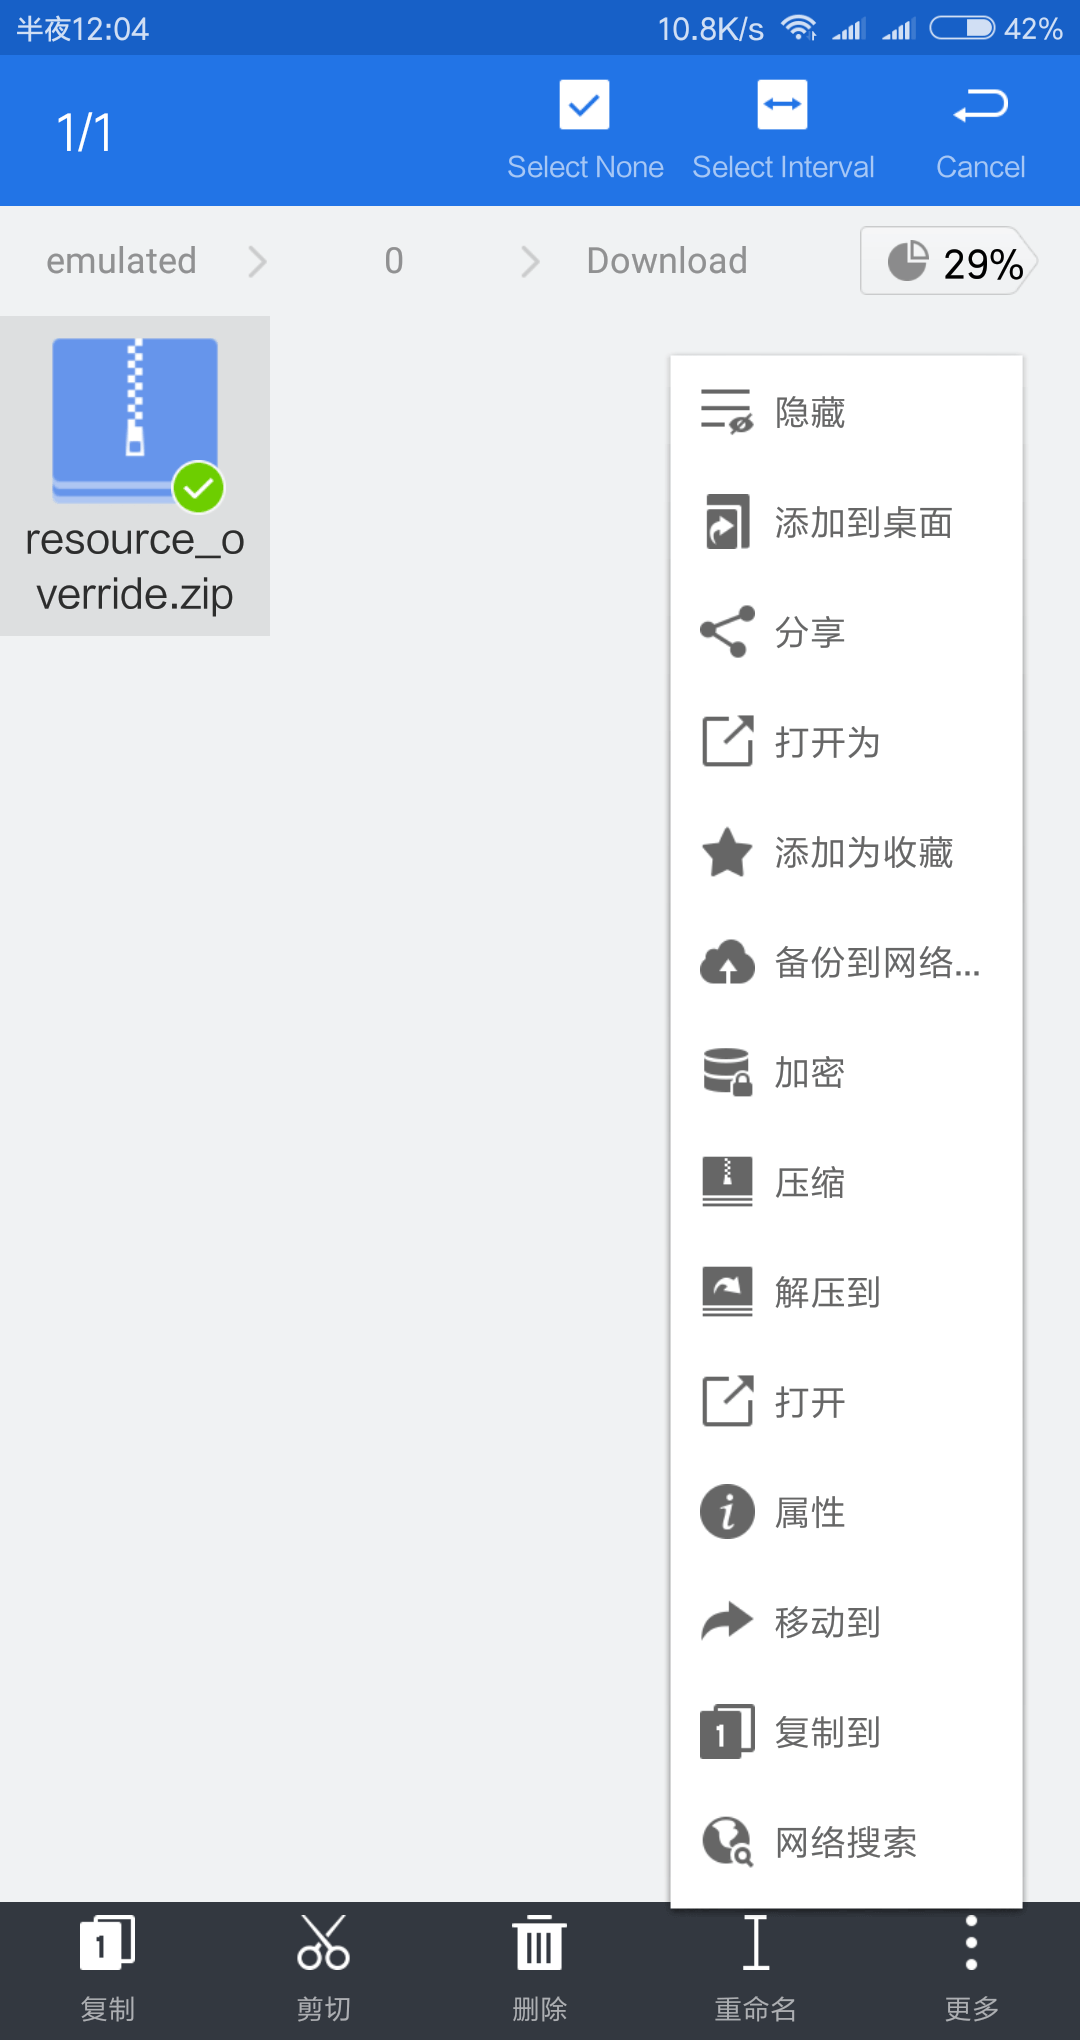 半夜12:04
10.8K/s
42%
1/1
Select None
Select Interval
Cancel
emulated
0
Download
29%
resource_o
verride.zip
隐藏
添加到桌面
分享
打开为
添加为收藏
备份到网络...
加密
压缩
解压到
打开
属性
移动到
1
复制到
网络搜索
1
复制
剪切
删除
重命名
更多